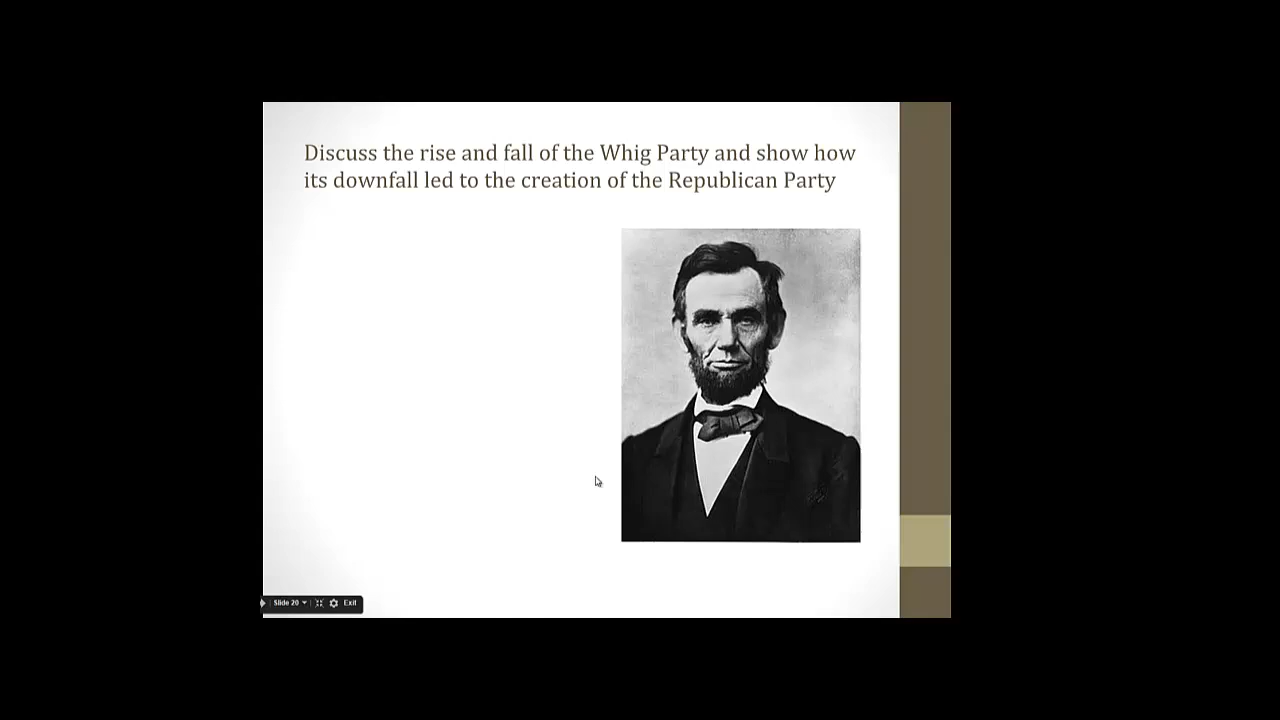 Discuss the rise and fall of the Whig Party and show how
its downfall led to the creation of the Republican Party
Slide 20 Exit